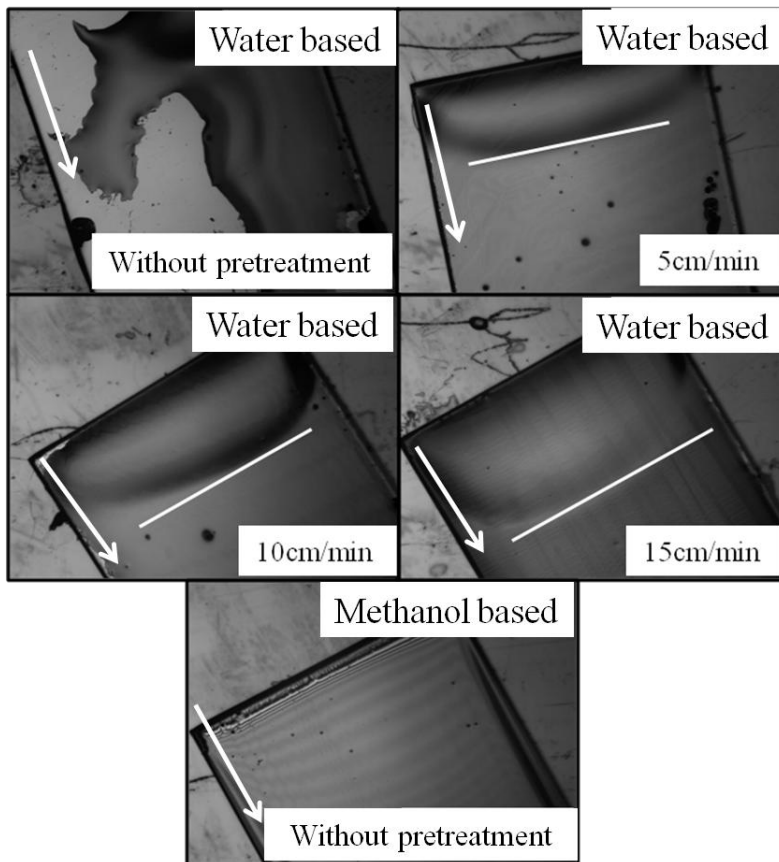 Water based
Without pretreatment
Water based
5cm/min
Water based
10cm/min
Water based
15cm/min
Methanol based
Without pretreatment